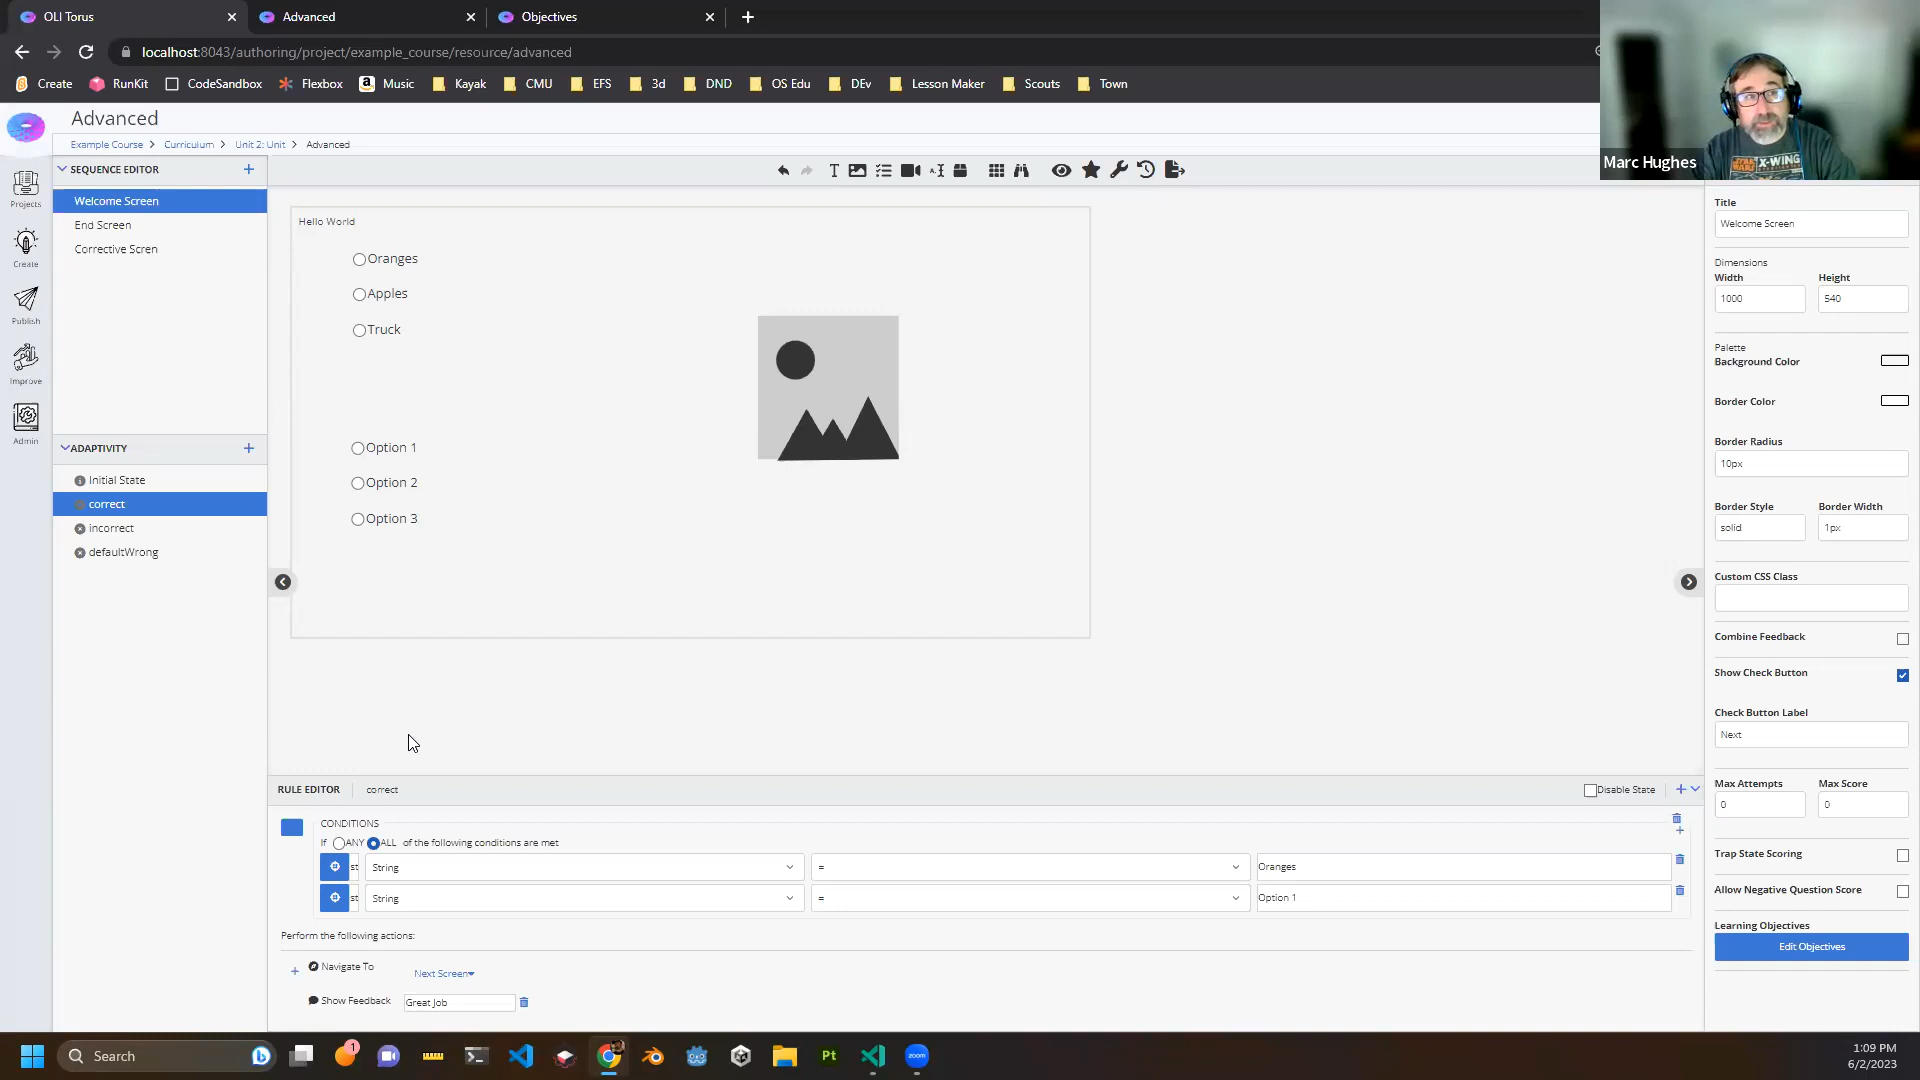 OLI Torus
Advanced
Objectives
localhost:8043/authoring/project/example_course/resource/advanced
Create
RunKit
CodeSandbox
Flexbox
Music
Kayak
CMU
EFS
3d
DND
OS Edu
DEv
Lesson Maker
Scouts
Town
Marc Hughes
X-WING
Advanced
Example Course
Curriculum
Unit 2: Unit
Advanced
Projects
Create
Publish
Improve
Admin
SEQUENCE EDITOR
Welcome Screen
End Screen
Corrective Scren
ADAPTIVITY
Initial State
correct
incorrect
defaultWrong
Hello World
Oranges
Apples
Truck
Option 1
Option 2
Option 3
RULE EDITOR
correct
Disable State
CONDITIONS
If ANY ALL of the following conditions are met
st String = Oranges
st String = Option 1
Perform the following actions:
Navigate To
Next Screen
Show Feedback
Great Job
Title
Welcome Screen
Dimensions
Width
Height
1000
540
Palette
Background Color
Border Color
Border Radius
10px
Border Style
Border Width
solid
1px
Custom CSS Class
Combine Feedback
Show Check Button
Check Button Label
Next
Max Attempts
Max Score
0
0
Trap State Scoring
Allow Negative Question Score
Learning Objectives
Edit Objectives
Search
1
Pt
zoom
1:09 PM
6/2/2023